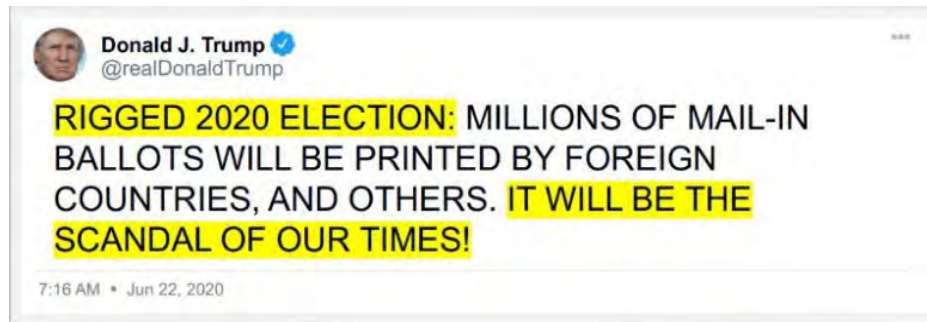 Donald J. Trump
@realDonaldTrump
RIGGED 2020 ELECTION: MILLIONS OF MAIL-IN
BALLOTS WILL BE PRINTED BY FOREIGN
COUNTRIES, AND OTHERS. IT WILL BE THE
SCANDAL OF OUR TIMES!
7:16 AM • Jun 22, 2020